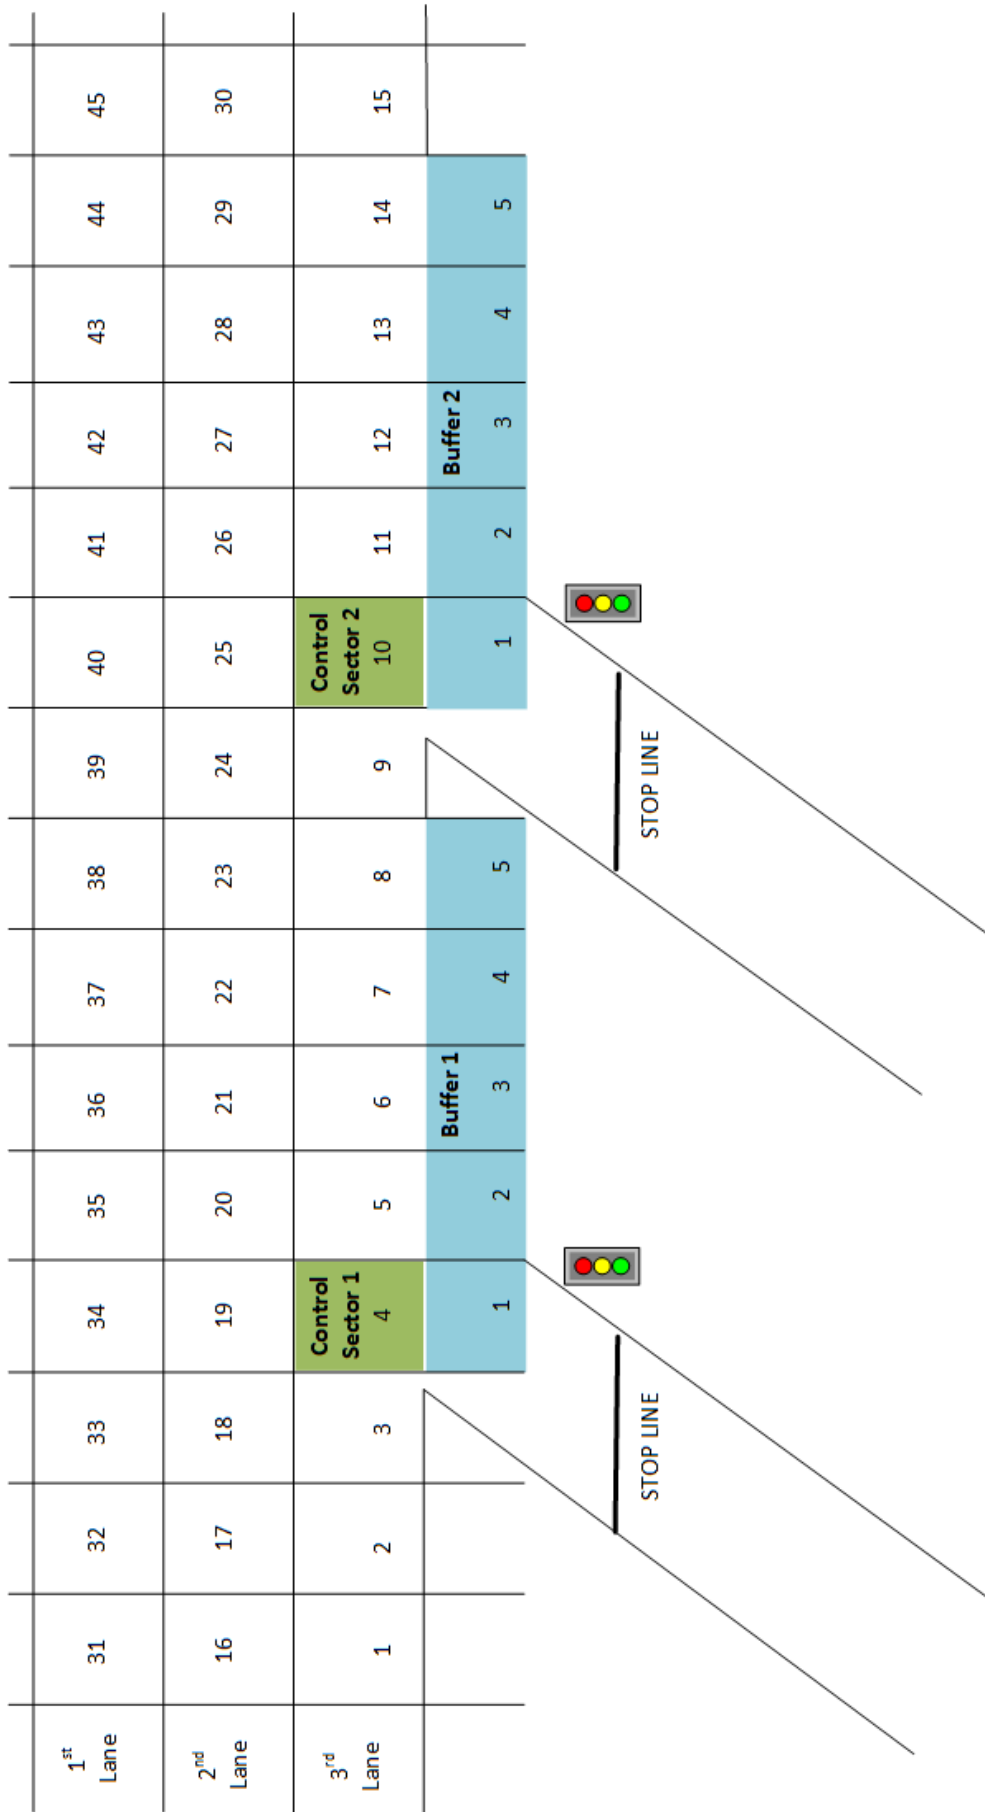 1st
Lane
31 32 33 34 35 36 37 38 39 40 41 42 43 44 45
2nd
Lane
16 17 18 19 20 21 22 23 24 25 26 27 28 29 30
3rd
Lane
1 2 3
Control
Sector 1
4
5 6 7 8 9
Control
Sector 2
10
11 12 13 14 15
Buffer 1
1 2 3 4 5
Buffer 2
1 2 3 4 5
STOP LINE
STOP LINE